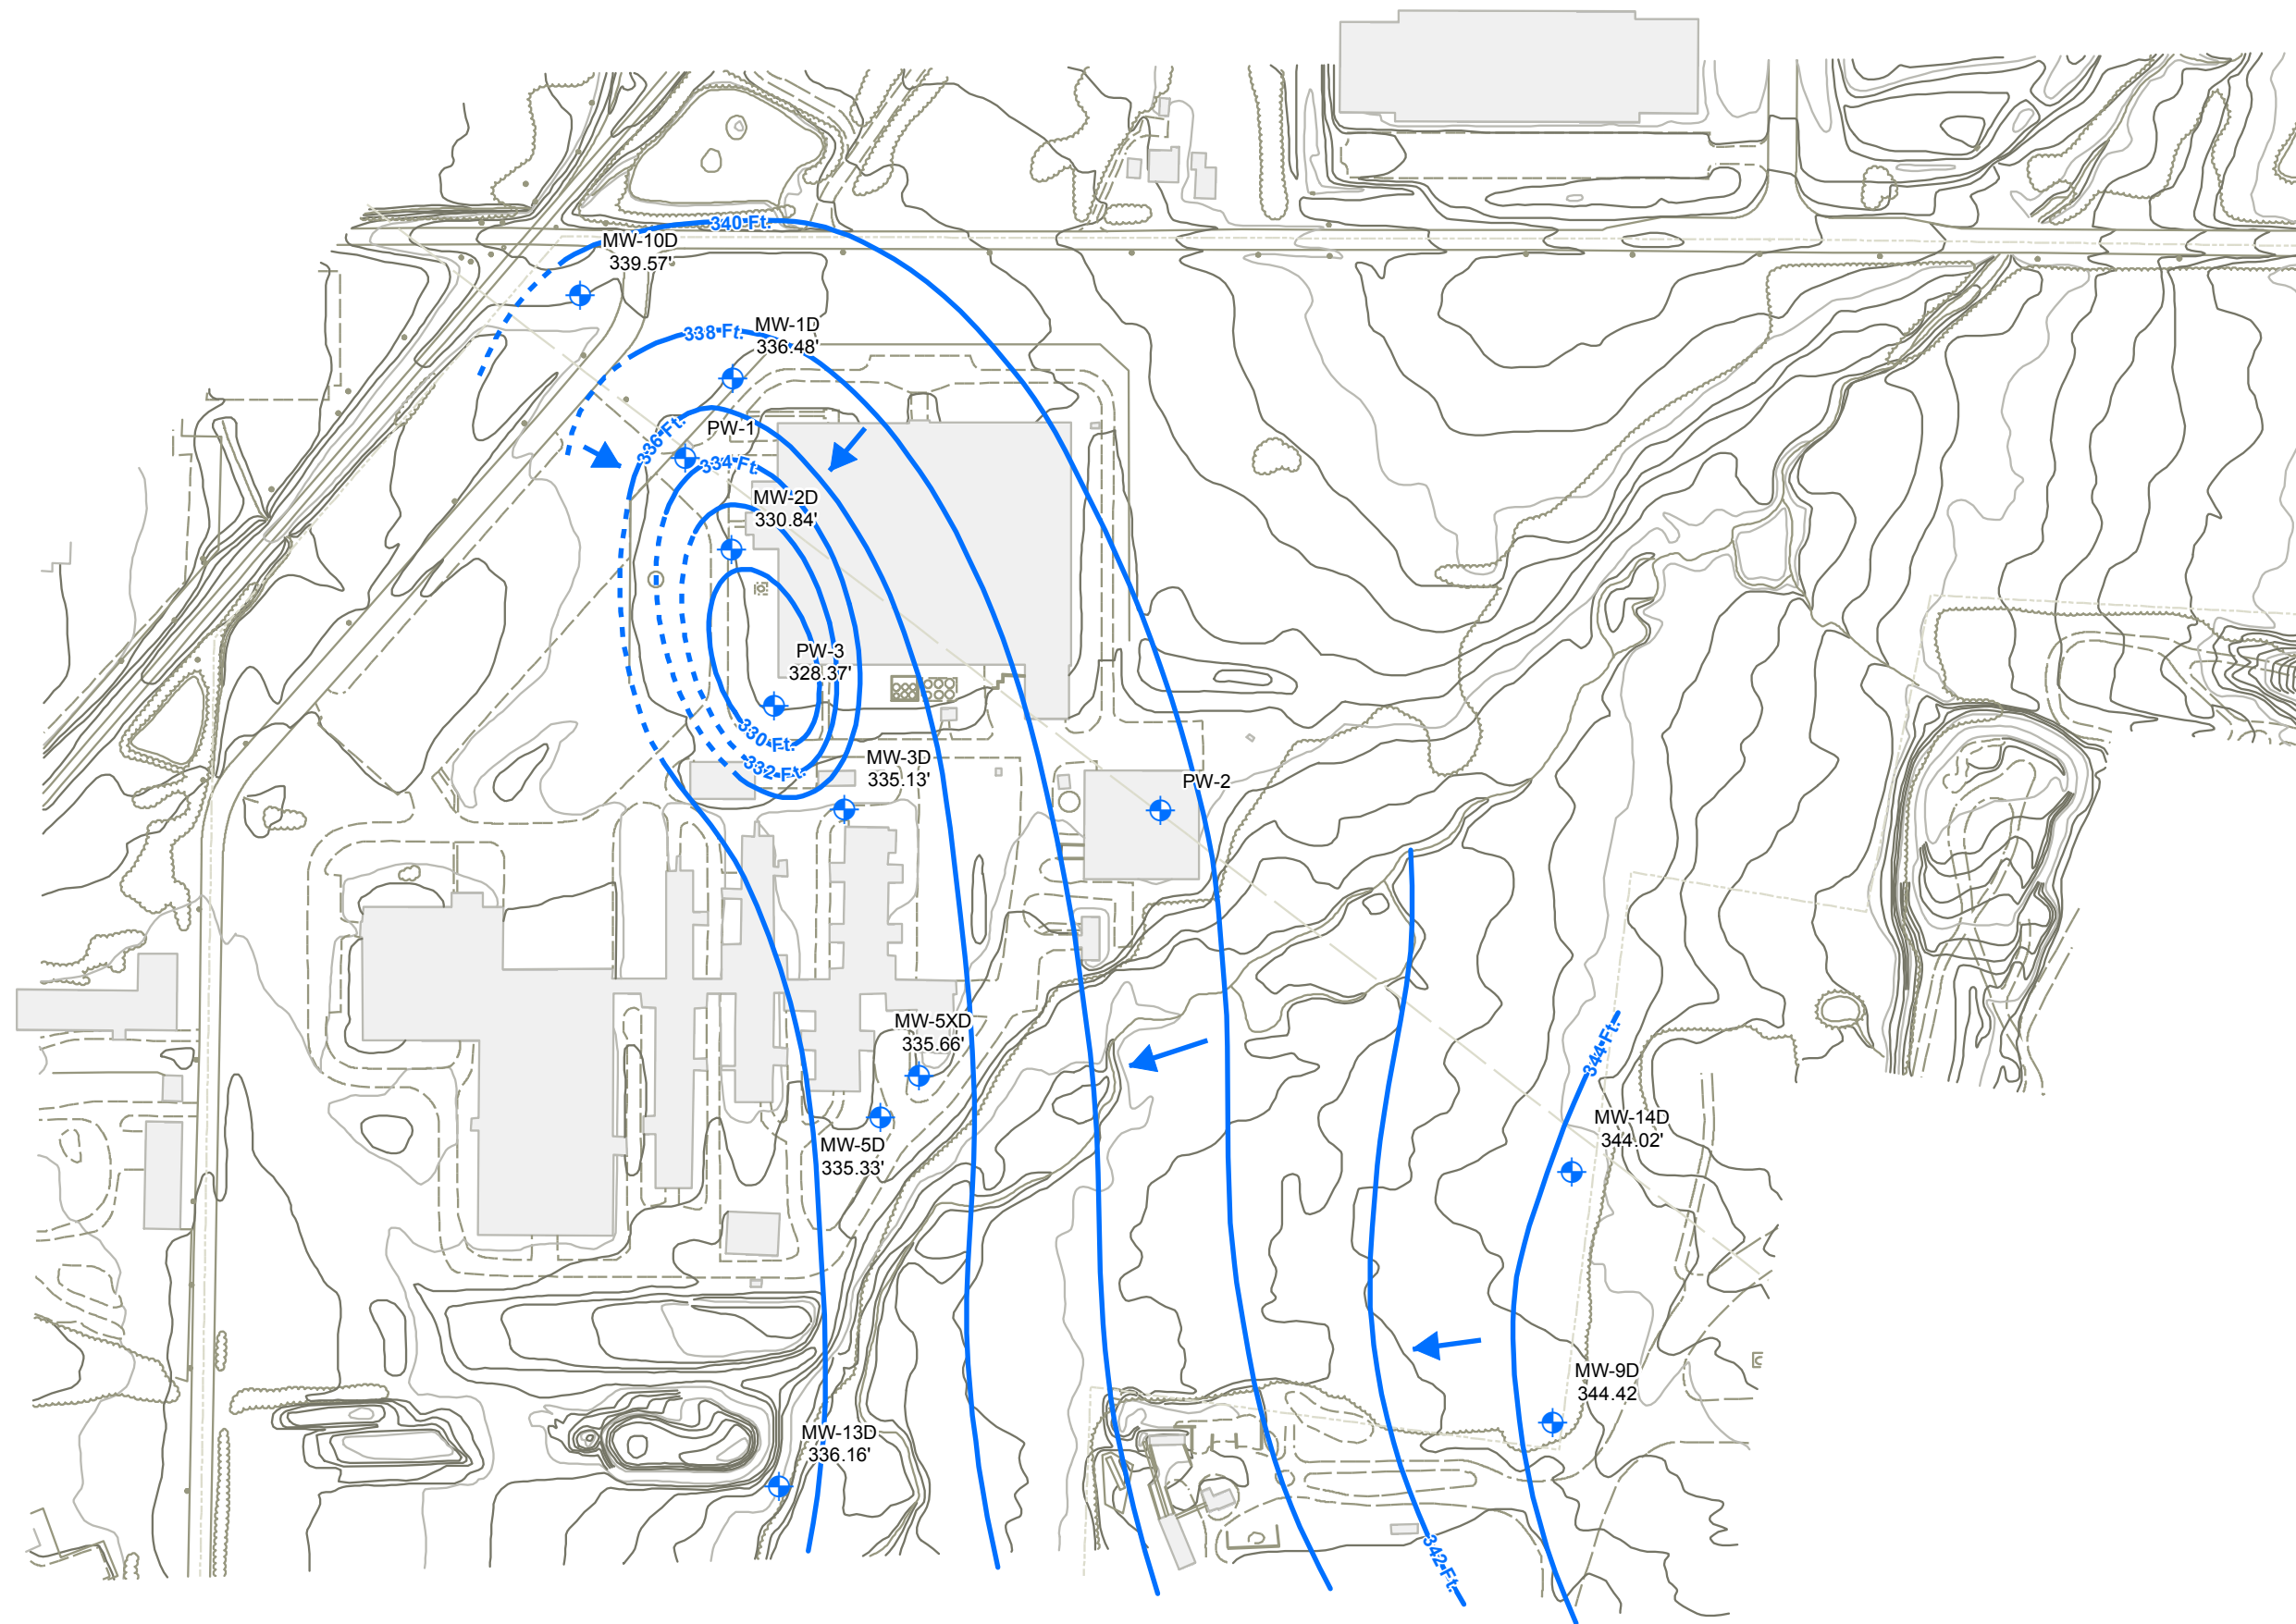 340 Ft.
MW-10D
339.57'
338 Ft.
MW-1D
336.48'
336 Ft.
PW-1
334 Ft.
MW-2D
330.84'
PW-3
328.37'
330 Ft.
332 Ft.
MW-3D
335.13'
PW-2
MW-5XD
335.66'
344 Ft.
MW-14D
344.02'
MW-5D
335.33'
MW-9D
344.42
MW-13D
336.16'
342 Ft.